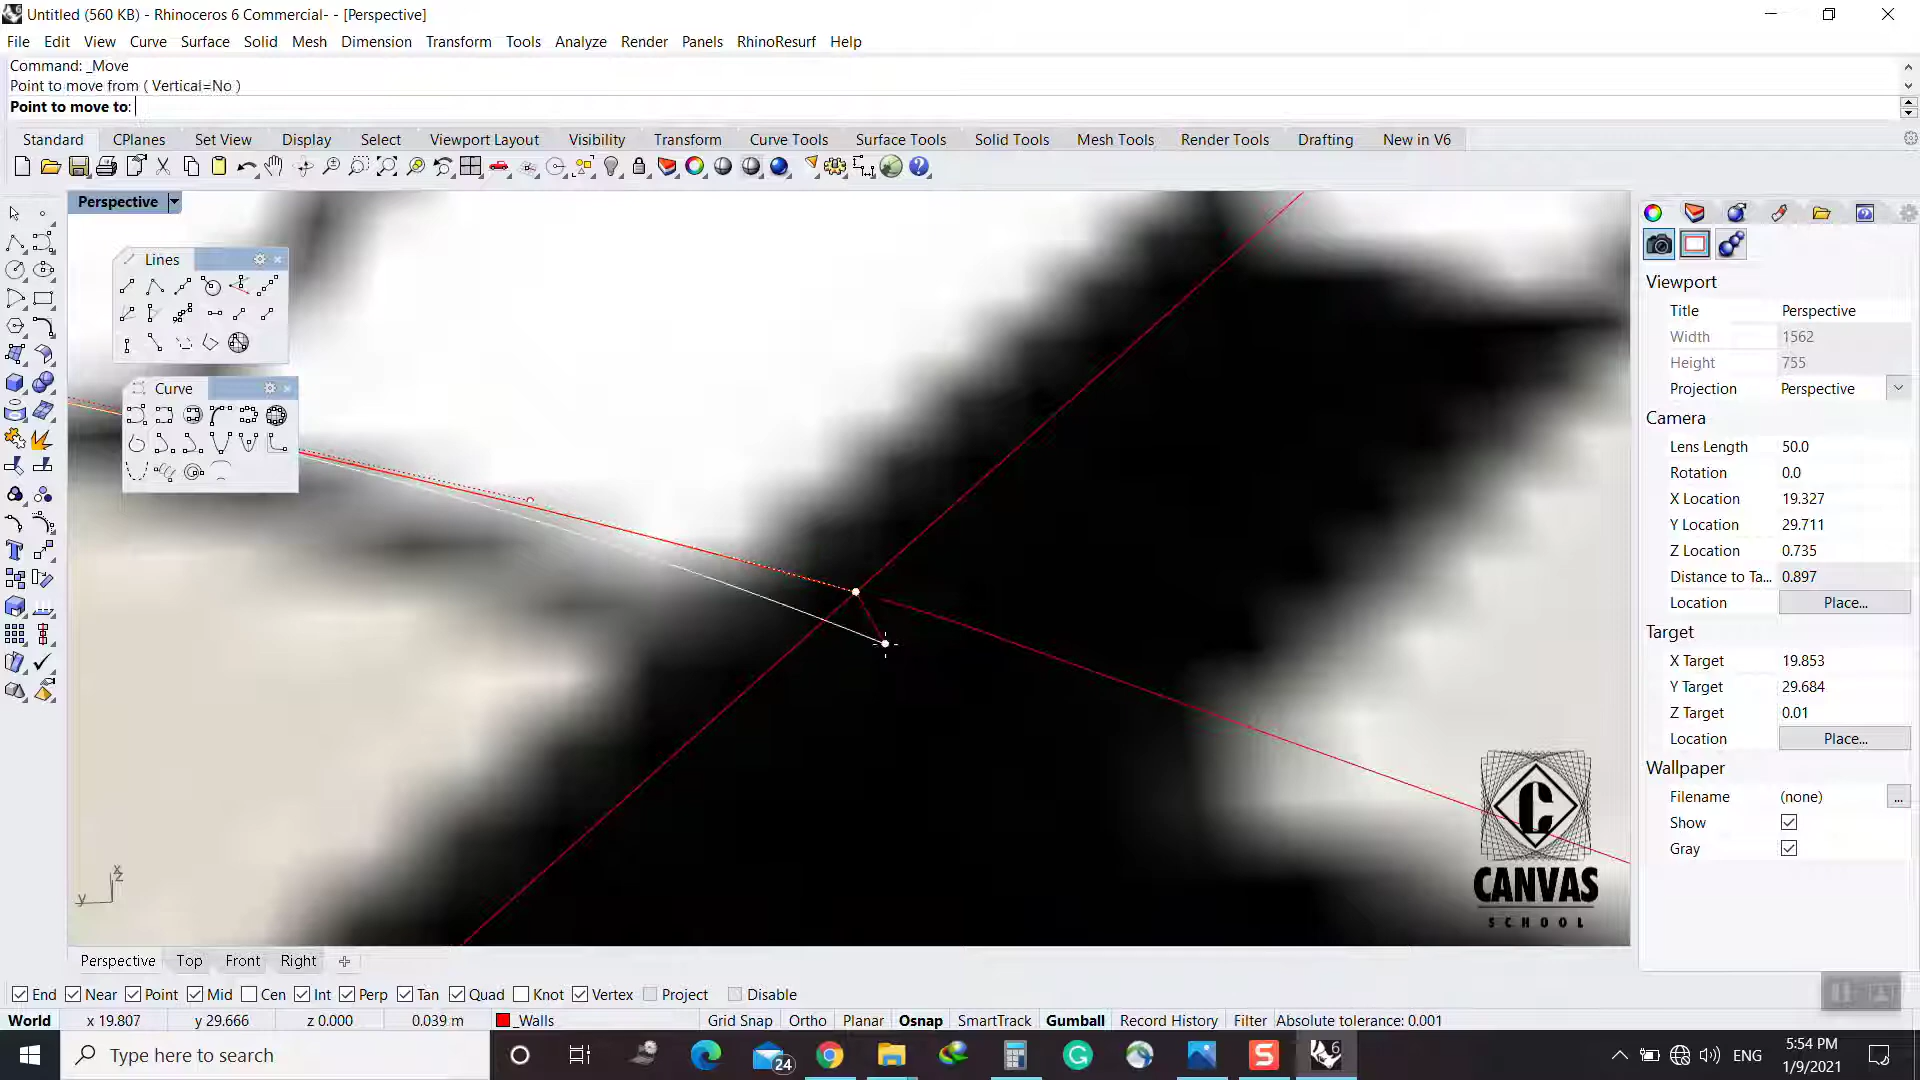 Untitled (560 KB) - Rhinoceros 6 Commercial- - [Perspective]
File Edit View Curve Surface Solid Mesh Dimension Transform Tools Analyze Render Panels RhinoResurf Help
Command: _Move
Point to move from ( Vertical=No )
Point to move to:
Standard CPlanes Set View Display Select Viewport Layout Visibility Transform Curve Tools Surface Tools Solid Tools Mesh Tools Render Tools Drafting New in V6
Perspective
Lines
Curve
Viewport
Title Perspective
Width 1562
Height 755
Projection Perspective
Camera
Lens Length 50.0
Rotation 0.0
X Location 19.327
Y Location 29.711
Z Location 0.735
Distance to Ta... 0.897
Location Place...
Target
X Target 19.853
Y Target 29.684
Z Target 0.01
Location Place...
Wallpaper
Filename (none) ...
Show
Gray
CANVAS
SCHOOL
x
z
y
Perspective Top Front Right
End Near Point Mid Cen Int Perp Tan Quad Knot Vertex Project Disable
World x 19.807 y 29.666 z 0.000 0.039 m _Walls Grid Snap Ortho Planar Osnap SmartTrack Gumball Record History Filter Absolute tolerance: 0.001
Type here to search 24 S 6 ENG 5:54 PM
1/9/2021